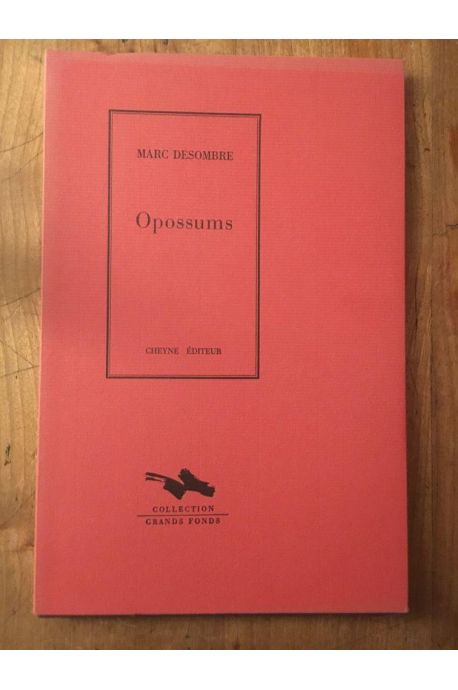 MARC DESOMBRE
Opossums
CHEYNE ÉDITEUR
COLLECTION
GRANDS FONDS